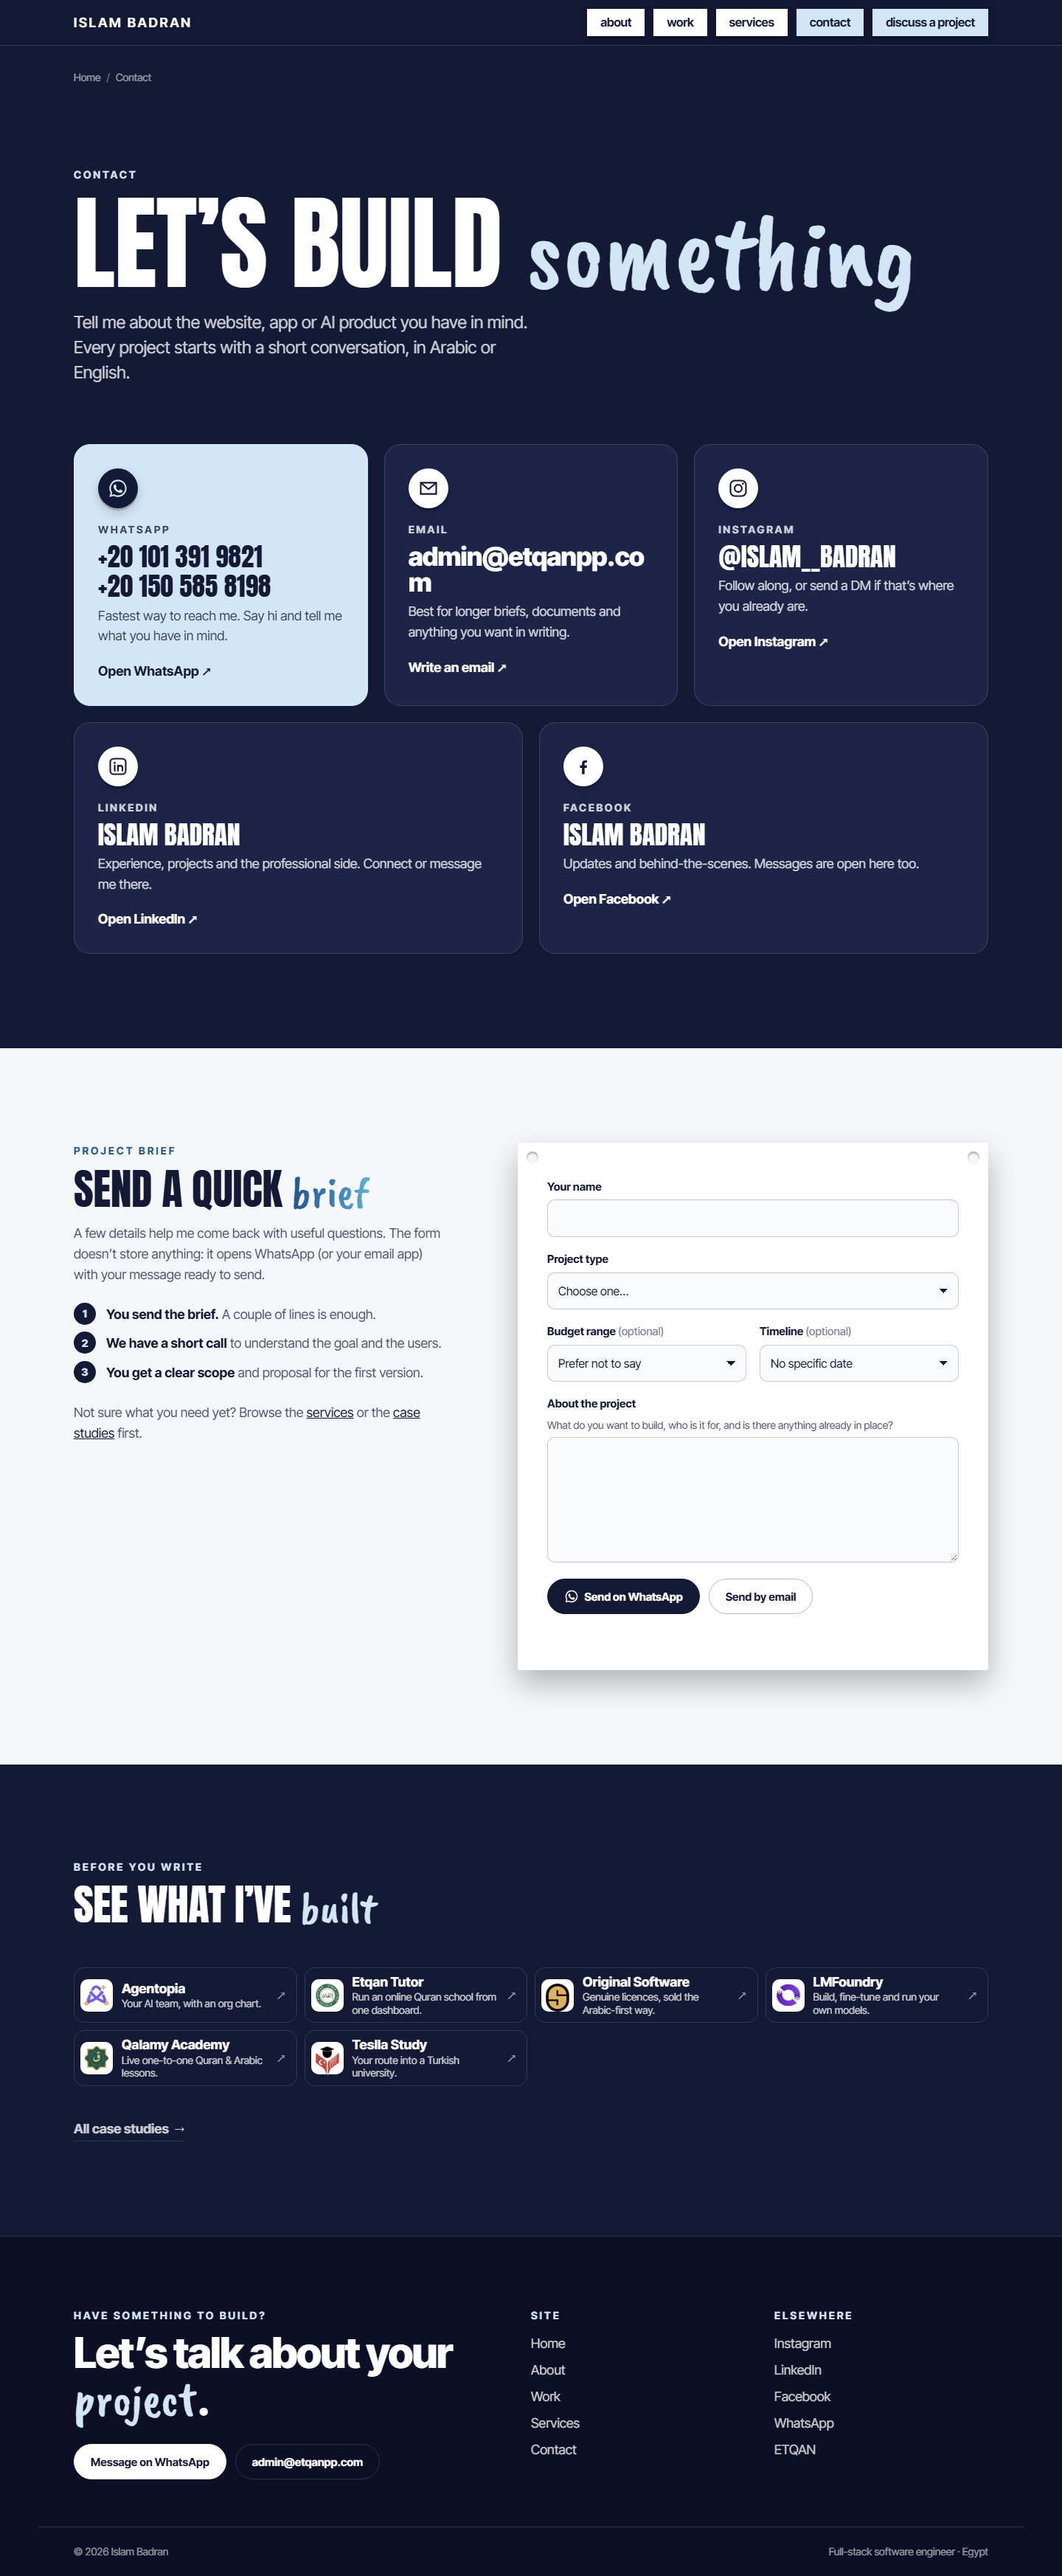 ISLAM BADRAN
about
work
services
contact
discuss a project
Home / Contact
CONTACT
LET’S BUILD something
Tell me about the website, app or AI product you have in mind.
Every project starts with a short conversation, in Arabic or
English.
WHATSAPP
+20 101 391 9821
+20 150 585 8198
Fastest way to reach me. Say hi and tell me
what you have in mind.
Open WhatsApp ↗
EMAIL
admin@etqanpp.co
m
Best for longer briefs, documents and
anything you want in writing.
Write an email ↗
INSTAGRAM
@ISLAM__BADRAN
Follow along, or send a DM if that’s where
you already are.
Open Instagram ↗
LINKEDIN
ISLAM BADRAN
Experience, projects and the professional side. Connect or message
me there.
Open LinkedIn ↗
FACEBOOK
ISLAM BADRAN
Updates and behind-the-scenes. Messages are open here too.
Open Facebook ↗
PROJECT BRIEF
SEND A QUICK brief
A few details help me come back with useful questions. The form
doesn’t store anything: it opens WhatsApp (or your email app)
with your message ready to send.
1 You send the brief. A couple of lines is enough.
2 We have a short call to understand the goal and the users.
3 You get a clear scope and proposal for the first version.
Not sure what you need yet? Browse the services or the case
studies first.
Your name
Project type
Choose one...
Budget range (optional)
Prefer not to say
Timeline (optional)
No specific date
About the project
What do you want to build, who is it for, and is there anything already in place?
Send on WhatsApp
Send by email
BEFORE YOU WRITE
SEE WHAT I’VE built
Agentopia
Your AI team, with an org chart.
↗
Etqan Tutor
Run an online Quran school from
one dashboard.
↗
Original Software
Genuine licences, sold the
Arabic-first way.
↗
LMFoundry
Build, fine-tune and run your
own models.
↗
Qalamy Academy
Live one-to-one Quran & Arabic
lessons.
↗
Teslla Study
Your route into a Turkish
university.
↗
All case studies →
HAVE SOMETHING TO BUILD?
Let’s talk about your
project.
Message on WhatsApp
admin@etqanpp.com
SITE
Home
About
Work
Services
Contact
ELSEWHERE
Instagram
LinkedIn
Facebook
WhatsApp
ETQAN
© 2026 Islam Badran
Full-stack software engineer · Egypt